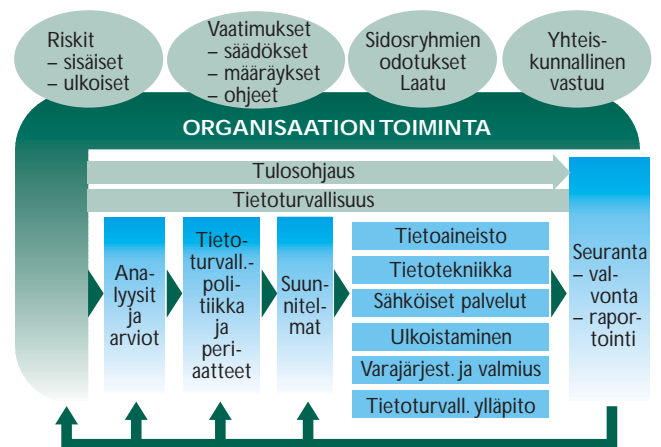 Riskit
– sisäiset
– ulkoiset
Vaatimukset
– säädökset
– määräykset
– ohjeet
Sidosryhmien
odotukset
Laatu
Yhteis-
kunnallinen
vastuu
ORGANISAATION TOIMINTA
Tulosohjaus
Tietoturvallisuus
Ana-
lyysit
ja
arviot
Tieto-
turvall.-
poli-
tiikka
ja
peri-
aatteet
Suun-
nitel-
mat
Tietoaineisto
Tietotekniikka
Sähköiset palvelut
Ulkoistaminen
Varajärjest. ja valmius
Tietoturvall. ylläpito
Seuranta
– val-
vonta
– rapor-
tointi